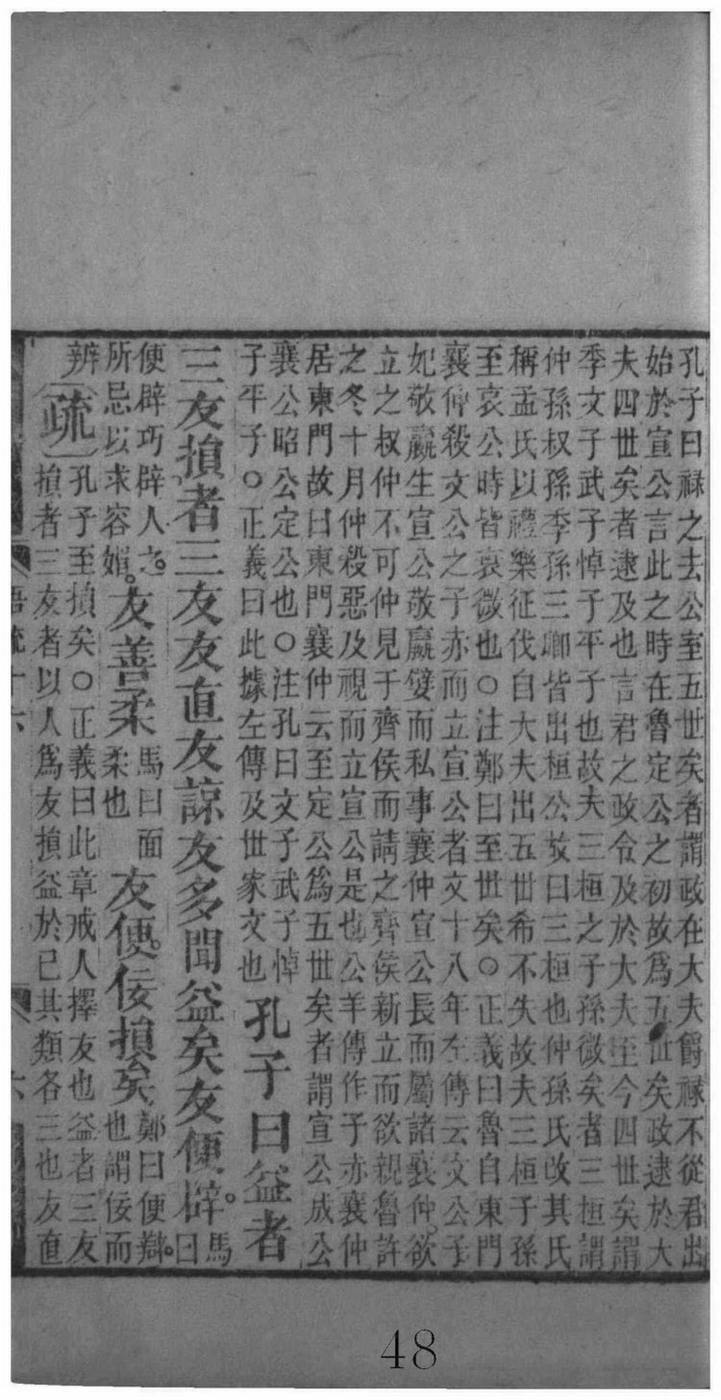 孔子曰祿之去公室五世矣者謂政在大夫爵祿不從君出
始於宣公言此之時在魯定公之初故爲五世矣政逮於大
夫四世矣者逮及也言君之政令及於大夫至今四世矣謂
季文子武子悼子平子也故夫三桓之子孫微矣者三桓謂
仲孫叔孫季孫三卿皆出桓公故曰三桓也仲孫氏改其氏
稱孟氏以禮樂征伐自大夫出五世希不失故夫三桓子孫
至哀公時皆衰微也○注鄭曰至世矣○正義曰魯自東門
襄仲殺文公之子赤而立宣公者文十八年左傳云文公二
妃敬嬴生宣公敬嬴嬖而私事襄仲宣公長而屬諸襄仲欲
立之叔仲不可仲見于齊侯而請之齊侯新立而欲親魯許
之冬十月仲殺惡及視而立宣公是也公羊傳作子赤襄仲
居東門故曰東門襄仲云至定公爲五世矣者謂宣公成公
襄公昭公定公也○注孔曰文子武子悼
子平子○正義曰此據左傳及世家文也孔子曰益者
三友損者三友友直友諒友多聞益矣友便辟馬曰
便辟巧辟人之
所忌以求容媚友善柔馬曰面
柔也友便佞損矣鄭曰便辯
也謂佞而
辨疏孔子至損矣○正義曰此章戒人擇友也益者三友
損者三友者以人爲友損益於己其類各三也友直
語疏十六
六
48